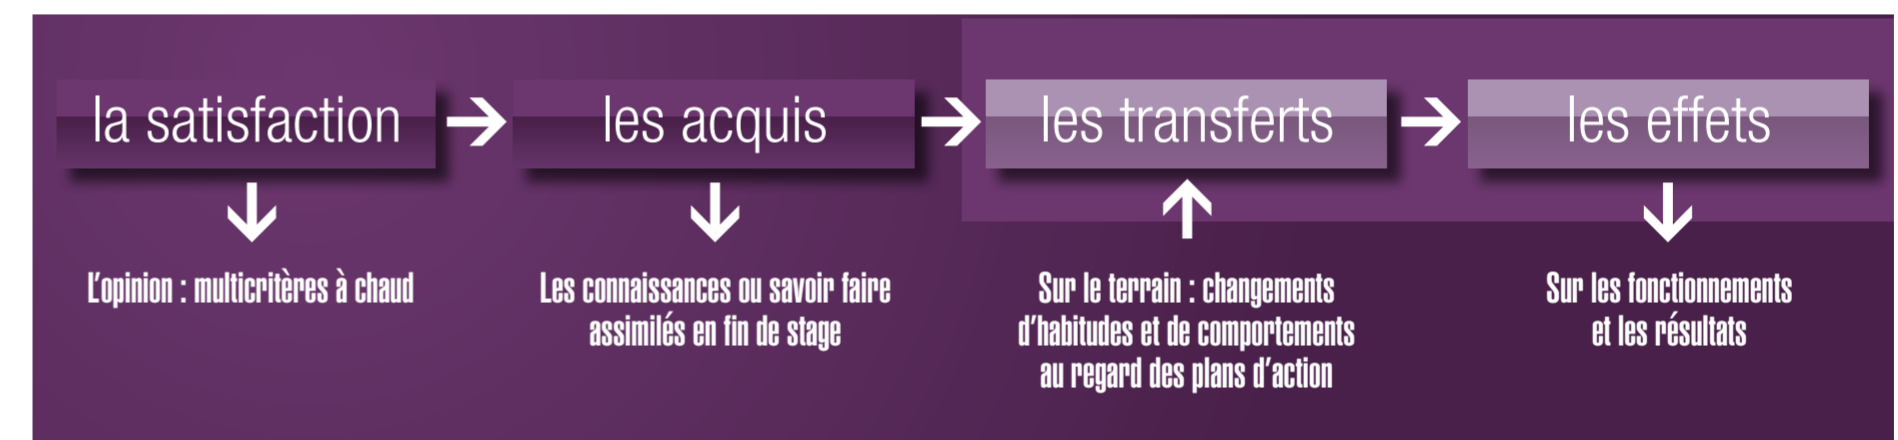 la satisfaction
les acquis
les transferts
les effets
L'opinion : multicritères à chaud
Les connaissances ou savoir faire
assimilés en fin de stage
Sur le terrain : changements
d'habitudes et de comportements
au regard des plans d'action
Sur les fonctionnements
et les résultats